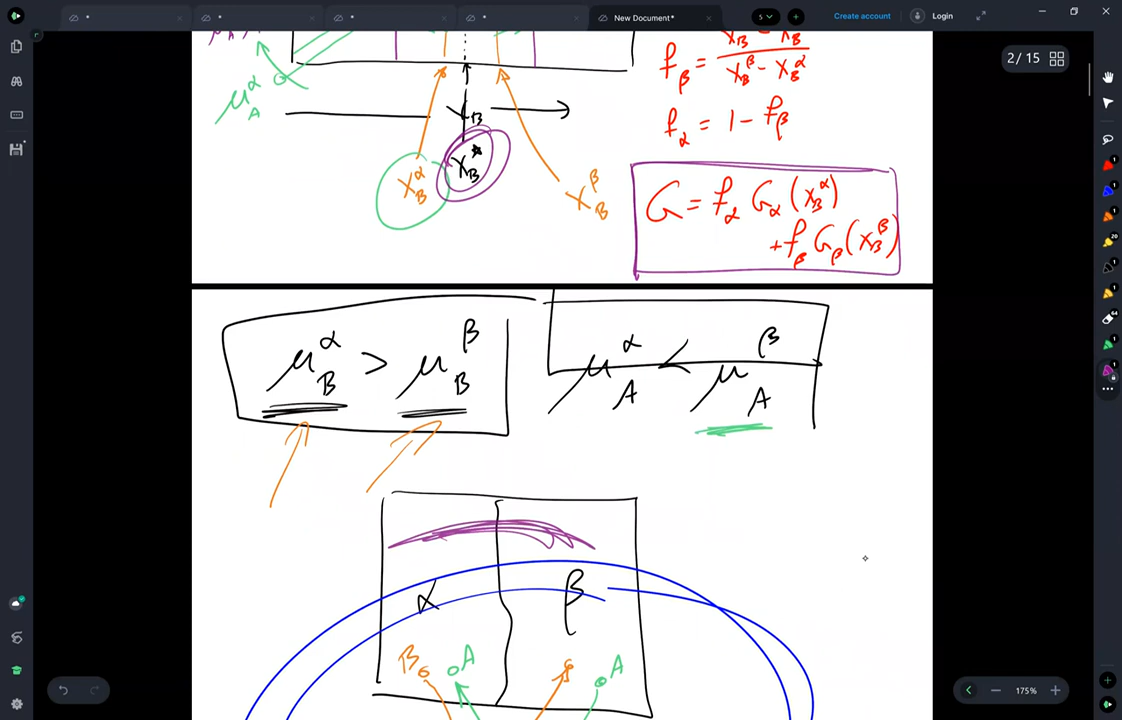 * * * * New Document* S Create account Login
2 / 15
μ_A^α
X_B
X_B^α X_B^* X_B^β
f_β = / X_B^β - X_B^α
f_α = 1 - f_β
G = f_α G_α (X_B^α)
+ f_β G_β (X_B^β)
μ_B^α > μ_B^β μ_A^α < μ_A^β
α β
B A A
175%